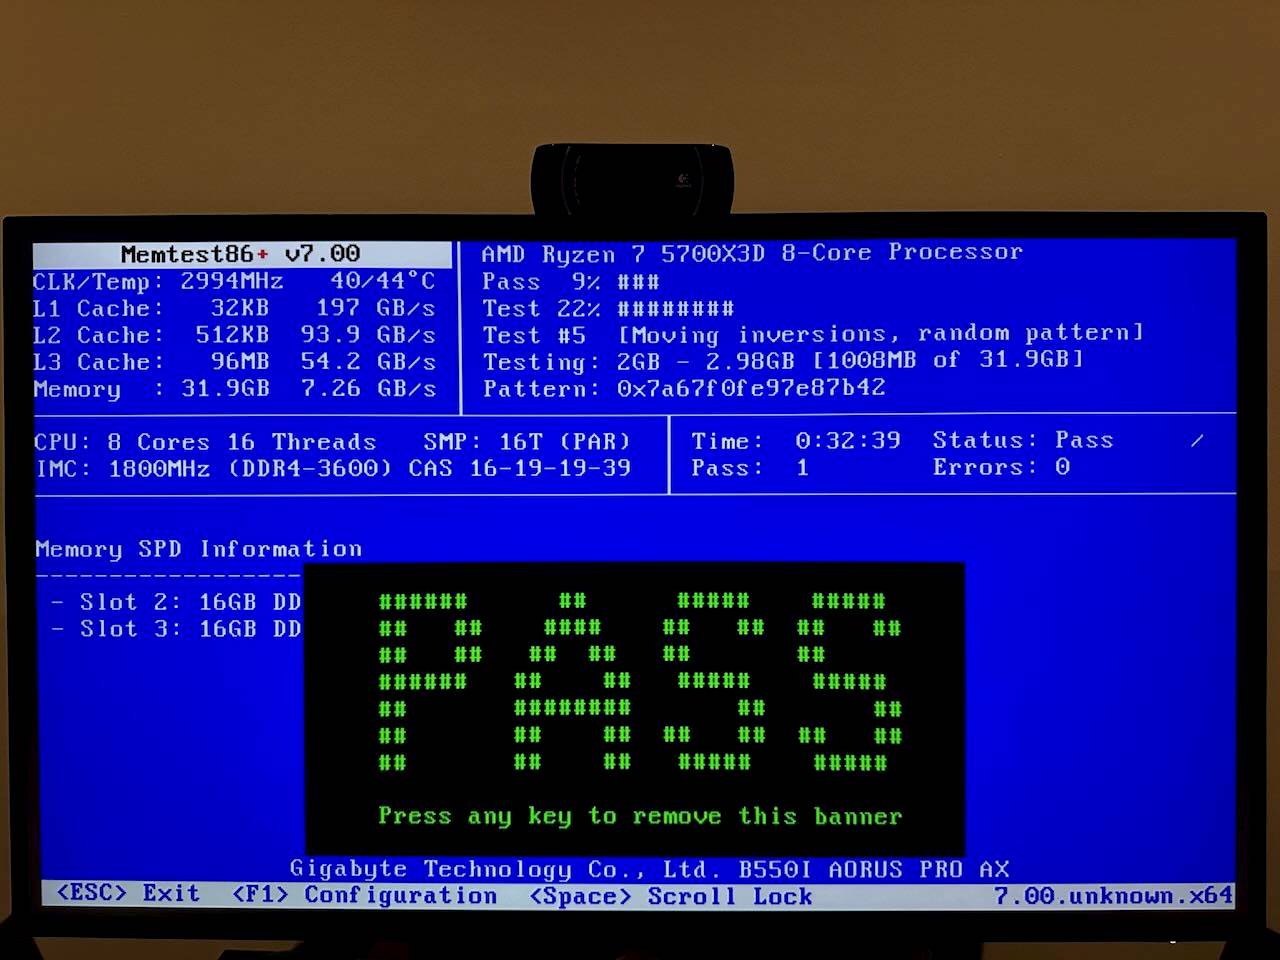 Memtest86+ v7.00
AMD Ryzen 7 5700X3D 8-Core Processor
CLK/Temp: 2994MHz 40/44°C
Pass 9% ###
L1 Cache: 32KB 197 GB/s
Test 22% ########
L2 Cache: 512KB 93.9 GB/s
Test #5 [Moving inversions, random pattern]
L3 Cache: 96MB 54.2 GB/s
Testing: 2GB - 2.98GB [1008MB of 31.9GB]
Memory : 31.9GB 7.26 GB/s
Pattern: 0x7a67f0fe97e87b42
CPU: 8 Cores 16 Threads SMP: 16T (PAR)
Time: 0:32:39 Status: Pass /
IMC: 1800MHz (DDR4-3600) CAS 16-19-19-39
Pass: 1 Errors: 0
Memory SPD Information
- Slot 2: 16GB DD
- Slot 3: 16GB DD
PASS
Press any key to remove this banner
Gigabyte Technology Co., Ltd. B550I AORUS PRO AX
<ESC> Exit <F1> Configuration <Space> Scroll Lock 7.00.unknown.x64